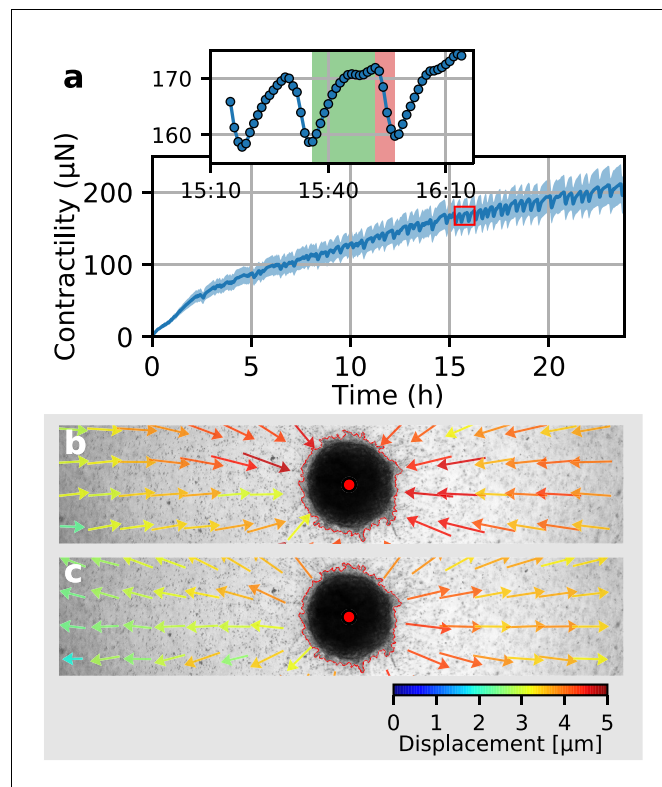 a
170
160
15:10 15:40 16:10
Contractility (µN)
200
100
0
0 5 10 15 20
Time (h)
b
c
0 1 2 3 4 5
Displacement [µm]